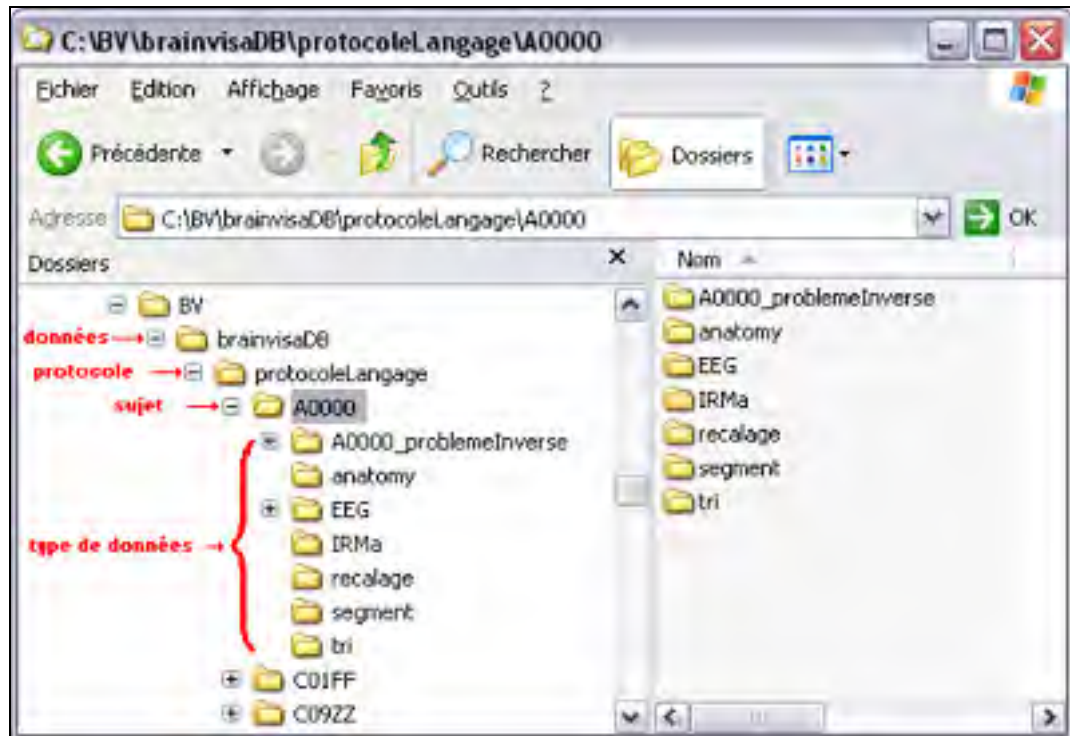 C:\BV\brainvisaDB\protocoleLangage\A0000
Fichier Edition Affichage Favoris Outils ?
Précédente Rechercher Dossiers
Adresse C:\BV\brainvisaDB\protocoleLangage\A0000 OK
Dossiers × Nom
BV
données brainvisaDB
protocole protocoleLangage
sujet A0000
A0000_problemeInverse
anatomy
EEG
type de données IRMa
recalage
segment
tri
C01FF
C09ZZ
A0000_problemeInverse
anatomy
EEG
IRMa
recalage
segment
tri